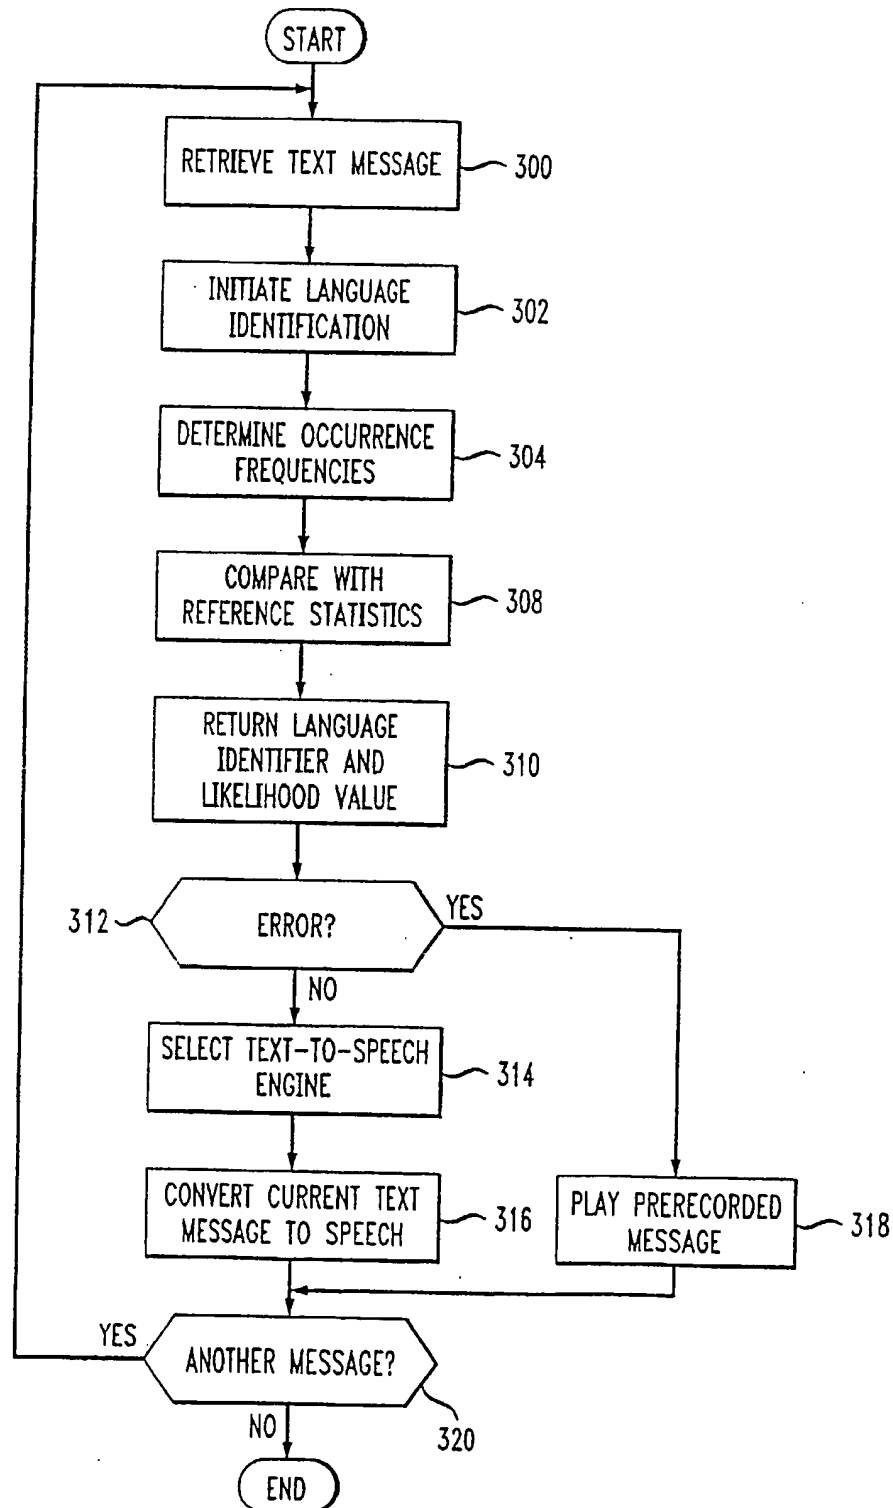 START
RETRIEVE TEXT MESSAGE
300
INITIATE LANGUAGE
IDENTIFICATION
302
DETERMINE OCCURRENCE
FREQUENCIES
304
COMPARE WITH
REFERENCE STATISTICS
308
RETURN LANGUAGE
IDENTIFIER AND
LIKELIHOOD VALUE
310
312
ERROR?
YES
NO
SELECT TEXT-TO-SPEECH
ENGINE
314
CONVERT CURRENT TEXT
MESSAGE TO SPEECH
316
PLAY PRERECORDED
MESSAGE
318
YES
ANOTHER MESSAGE?
320
NO
END